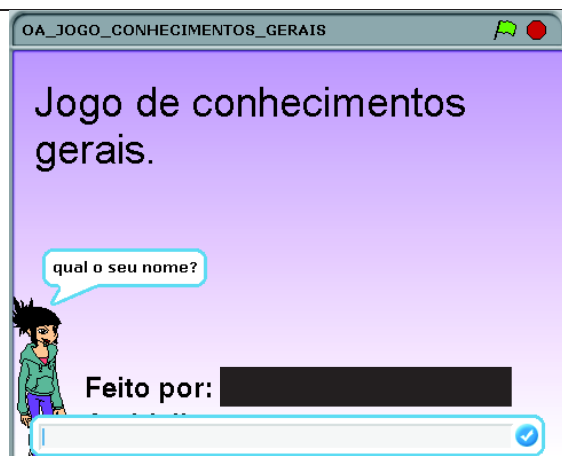 OA_JOGO_CONHECIMENTOS_GERAIS
Jogo de conhecimentos
gerais.
qual o seu nome?
Feito por: